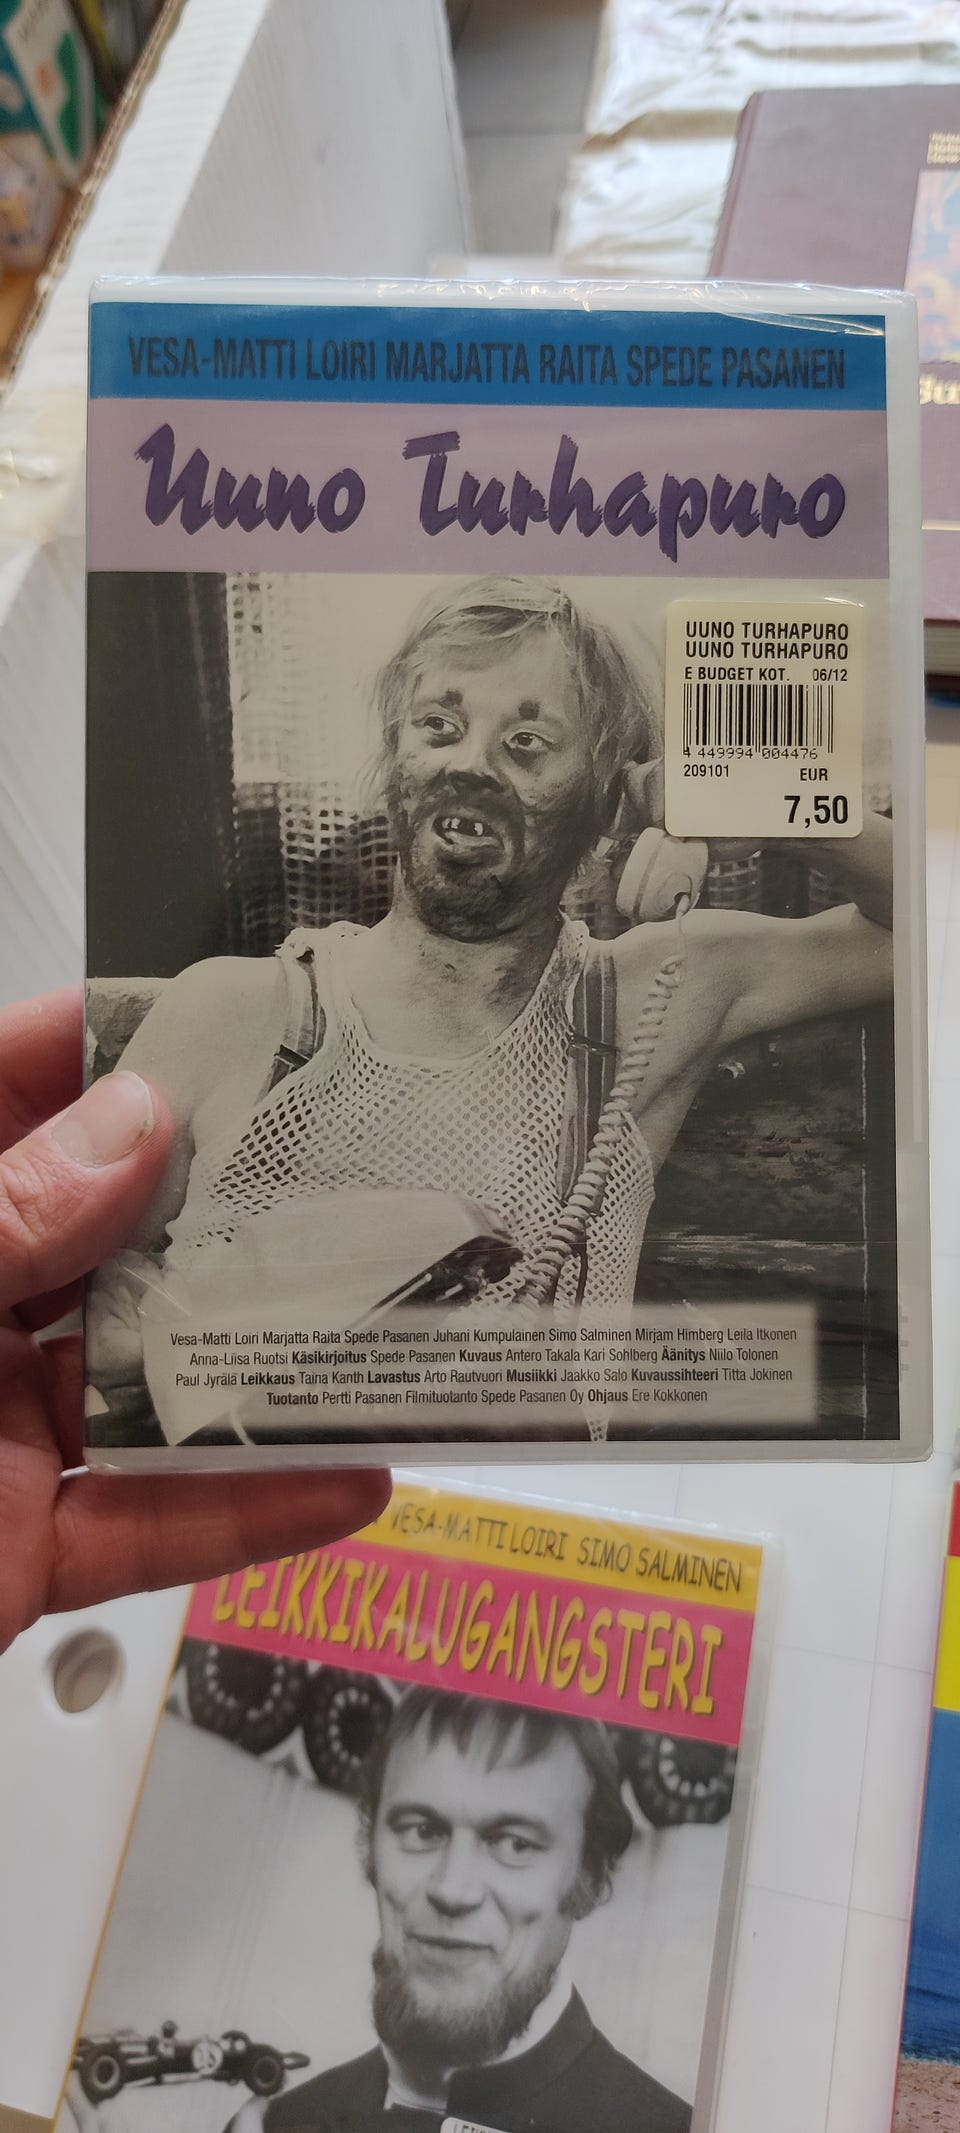 VESA-MATTI LOIRI MARJATTA RAITA SPEDE PASANEN
Uuno Turhapuro
UUNO TURHAPURO
UUNO TURHAPURO
E BUDGET KOT. 06/12
4 449994 004476
209101 EUR
7,50
Vesa-Matti Loiri Marjatta Raita Spede Pasanen Juhani Kumpulainen Simo Salminen Mirjam Himberg Leila Itkonen
Anna-Liisa Ruotsi Käsikirjoitus Spede Pasanen Kuvaus Antero Takala Kari Sohlberg Äänitys Niilo Tolonen
Paul Jyrälä Leikkaus Taina Kanth Lavastus Arto Rautvuori Musiikki Jaakko Salo Kuvaussihteeri Titta Jokinen
Tuotanto Pertti Pasanen Filmituotanto Spede Pasanen Oy Ohjaus Ere Kokkonen
VESA-MATTI LOIRI SIMO SALMINEN
LEIKKIKALUGANGSTERI